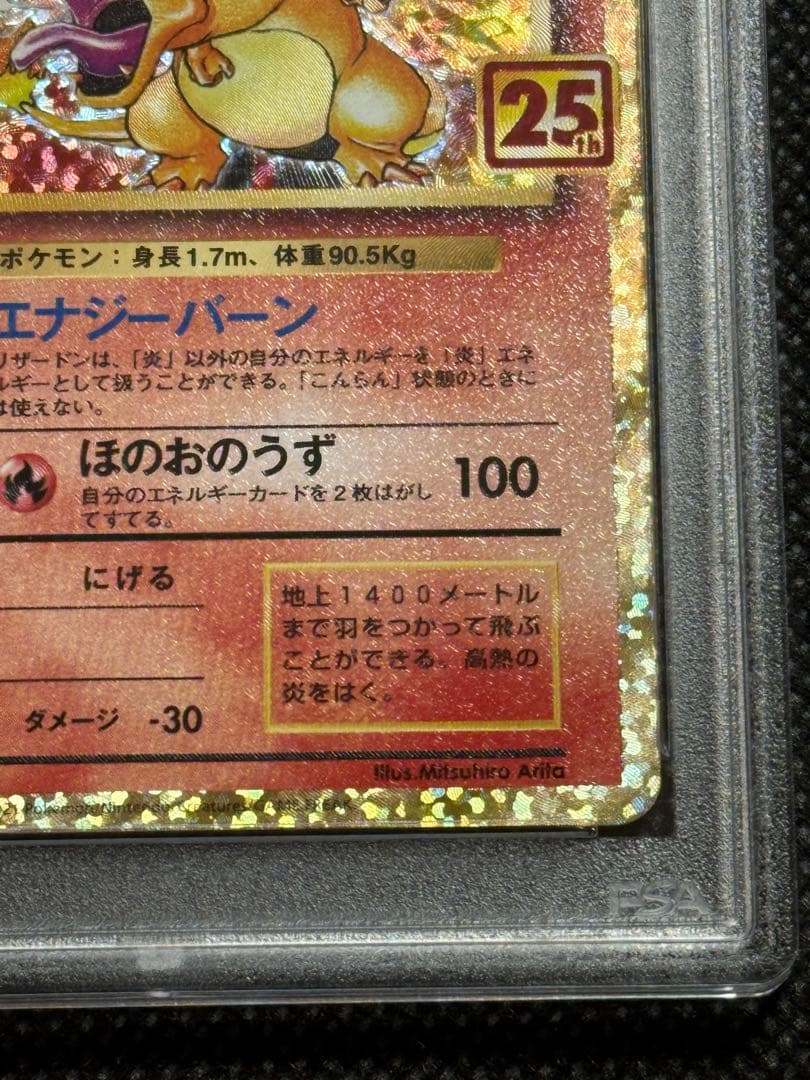 25th
ポケモン：身長1.7m、体重90.5Kg
エナジーバーン
リザードンは、「炎」以外の自分のエネルギーを「炎」エネ
ルギーとして扱うことができる。「こんらん」状態のときに
は使えない。
ほのおのうず 100
自分のエネルギーカードを２枚はがし
てすてる。
にげる
地上１４００メートル
まで羽をつかって飛ぶ
ことができる。高熱の
炎をはく。
ダメージ -30
Illus.Mitsuhiro Arita
21 Pokémon/Nintendo/Creatures/GAME FREAK
PSA